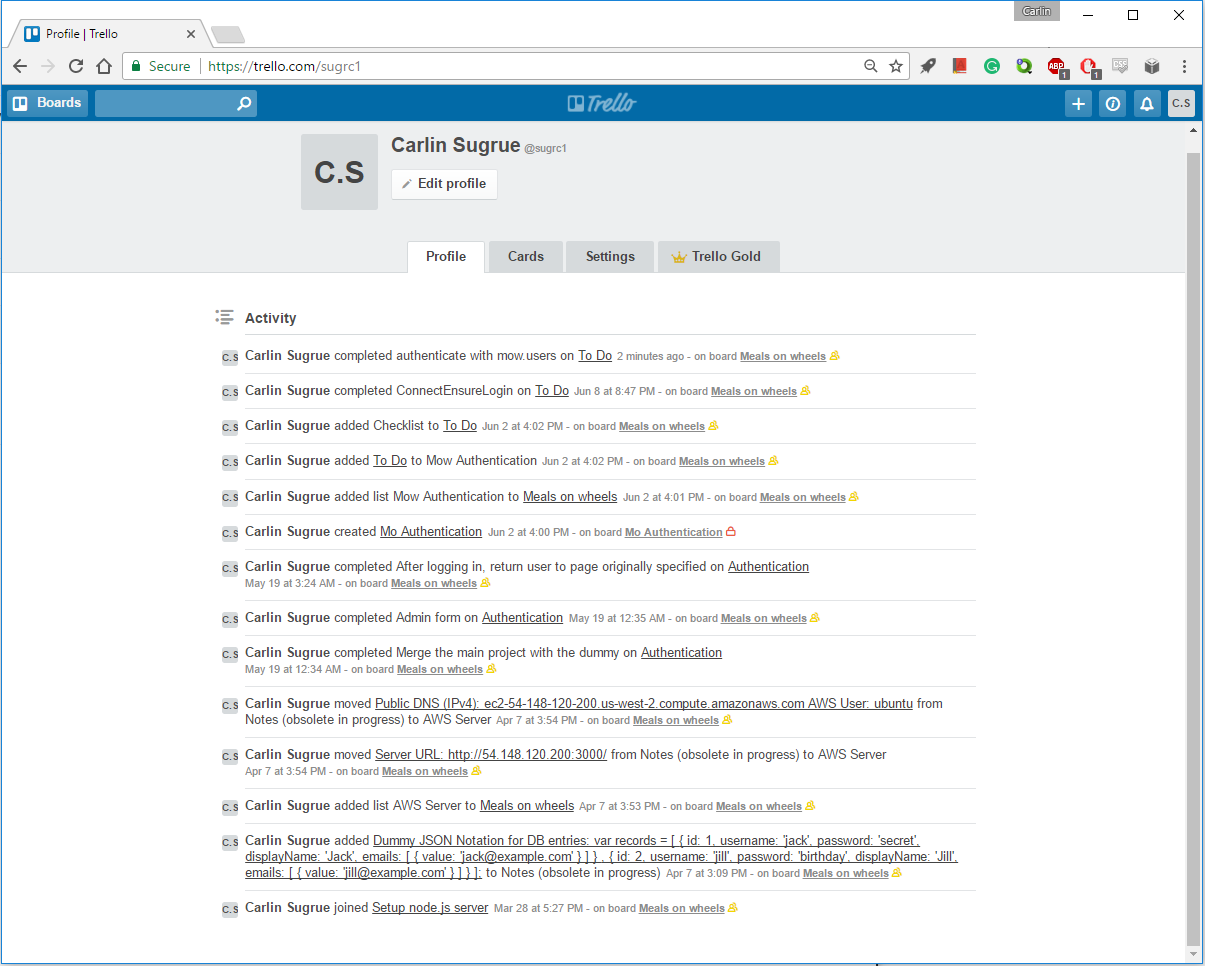 Carlin
Profile | Trello
Secure https://trello.com/sugrc1
ABP 1 1 CSS
Boards Trello C.S
C.S
Carlin Sugrue @sugrc1
Edit profile
Profile Cards Settings Trello Gold
Activity
C.S Carlin Sugrue completed authenticate with mow.users on To Do 2 minutes ago - on board Meals on wheels
C.S Carlin Sugrue completed ConnectEnsureLogin on To Do Jun 8 at 8:47 PM - on board Meals on wheels
C.S Carlin Sugrue added Checklist to To Do Jun 2 at 4:02 PM - on board Meals on wheels
C.S Carlin Sugrue added To Do to Mow Authentication Jun 2 at 4:02 PM - on board Meals on wheels
C.S Carlin Sugrue added list Mow Authentication to Meals on wheels Jun 2 at 4:01 PM - on board Meals on wheels
C.S Carlin Sugrue created Mo Authentication Jun 2 at 4:00 PM - on board Mo Authentication
C.S Carlin Sugrue completed After logging in, return user to page originally specified on Authentication
May 19 at 3:24 AM - on board Meals on wheels
C.S Carlin Sugrue completed Admin form on Authentication May 19 at 12:35 AM - on board Meals on wheels
C.S Carlin Sugrue completed Merge the main project with the dummy on Authentication
May 19 at 12:34 AM - on board Meals on wheels
C.S Carlin Sugrue moved Public DNS (IPv4): ec2-54-148-120-200.us-west-2.compute.amazonaws.com AWS User: ubuntu from
Notes (obsolete in progress) to AWS Server Apr 7 at 3:54 PM - on board Meals on wheels
C.S Carlin Sugrue moved Server URL: http://54.148.120.200:3000/ from Notes (obsolete in progress) to AWS Server
Apr 7 at 3:54 PM - on board Meals on wheels
C.S Carlin Sugrue added list AWS Server to Meals on wheels Apr 7 at 3:53 PM - on board Meals on wheels
C.S Carlin Sugrue added Dummy JSON Notation for DB entries: var records = [ { id: 1, username: 'jack', password: 'secret',
displayName: 'Jack', emails: [ { value: 'jack@example.com' } ] } , { id: 2, username: 'jill', password: 'birthday', displayName: 'Jill',
emails: [ { value: 'jill@example.com' } ] } ]; to Notes (obsolete in progress) Apr 7 at 3:09 PM - on board Meals on wheels
C.S Carlin Sugrue joined Setup node.js server Mar 28 at 5:27 PM - on board Meals on wheels